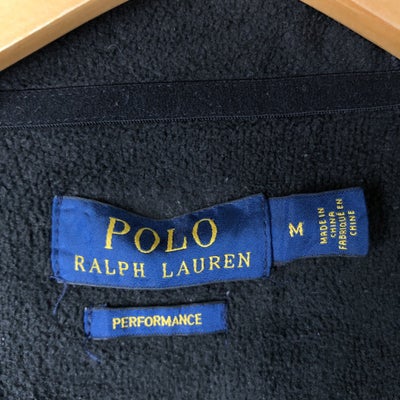 POLO
RALPH LAUREN
M
MADE IN
CHINA
FABRIQUÉ EN
CHINE
PERFORMANCE